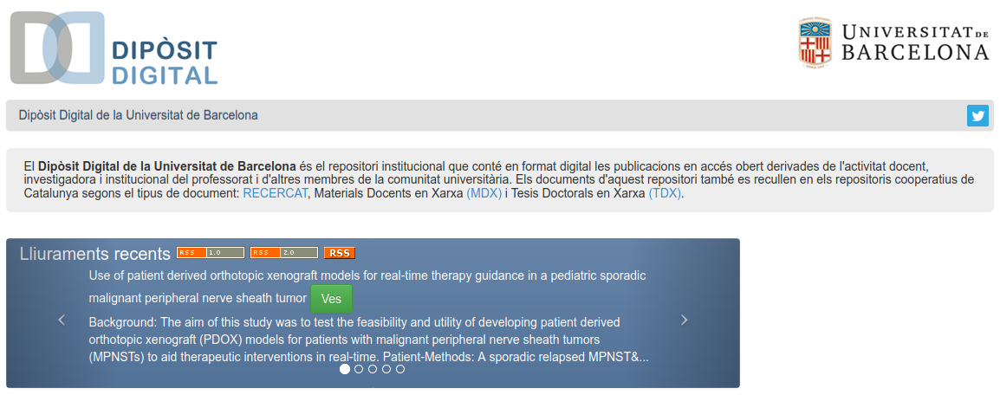 DIPÒSIT
DIGITAL
UNIVERSITAT DE
BARCELONA
Dipòsit Digital de la Universitat de Barcelona
El Dipòsit Digital de la Universitat de Barcelona és el repositori institucional que conté en format digital les publicacions en accés obert derivades de l'activitat docent,
investigadora i institucional del professorat i d'altres membres de la comunitat universitària. Els documents d'aquest repositori també es recullen en els repositoris cooperatius de
Catalunya segons el tipus de document: RECERCAT, Materials Docents en Xarxa (MDX) i Tesis Doctorals en Xarxa (TDX).
Lliuraments recents RSS 1.0 RSS 2.0 RSS
Use of patient derived orthotopic xenograft models for real-time therapy guidance in a pediatric sporadic
malignant peripheral nerve sheath tumor Ves
Background: The aim of this study was to test the feasibility and utility of developing patient derived
orthotopic xenograft (PDOX) models for patients with malignant peripheral nerve sheath tumors
(MPNSTs) to aid therapeutic interventions in real-time. Patient-Methods: A sporadic relapsed MPNST&...